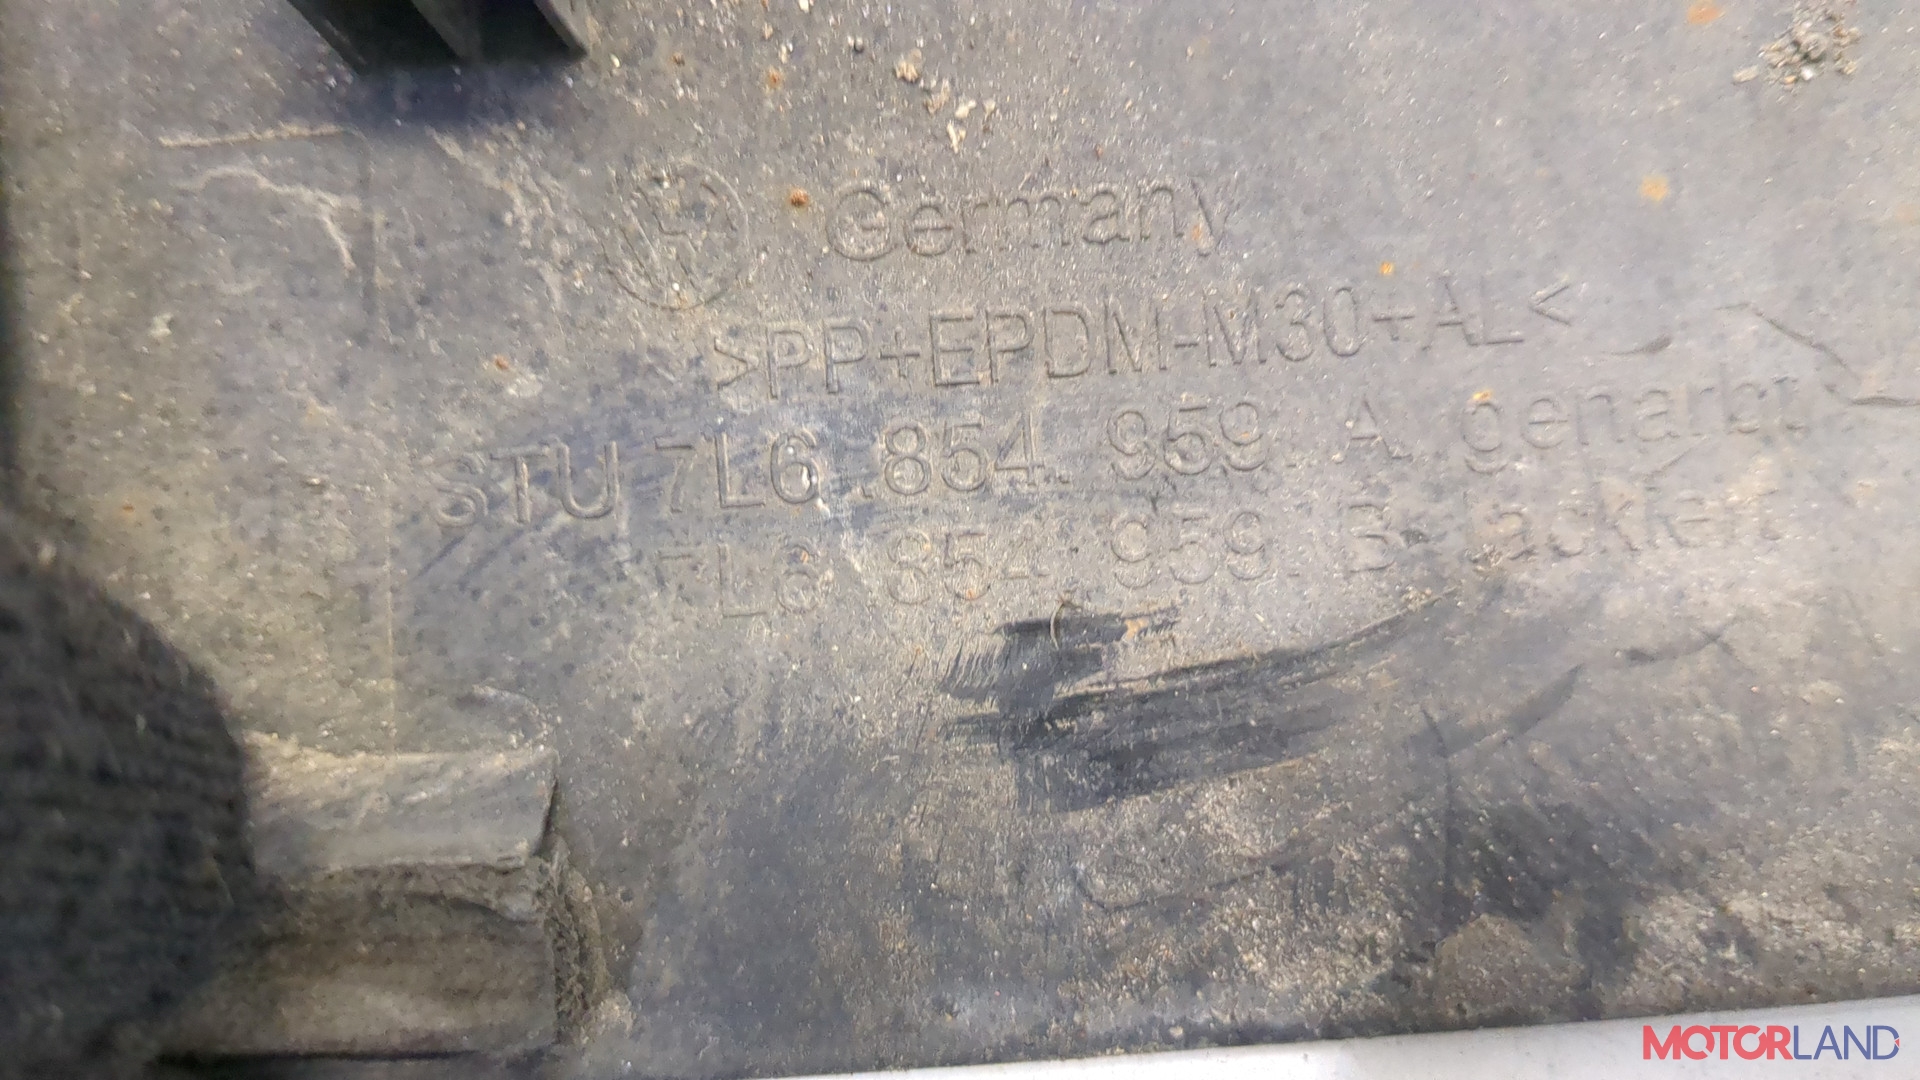 Germany
>PP+EPDM-M30+AL<
STU 7L6 .854. 959. A genarbt
7L6 854 959. B lackiert
MOTORLAND